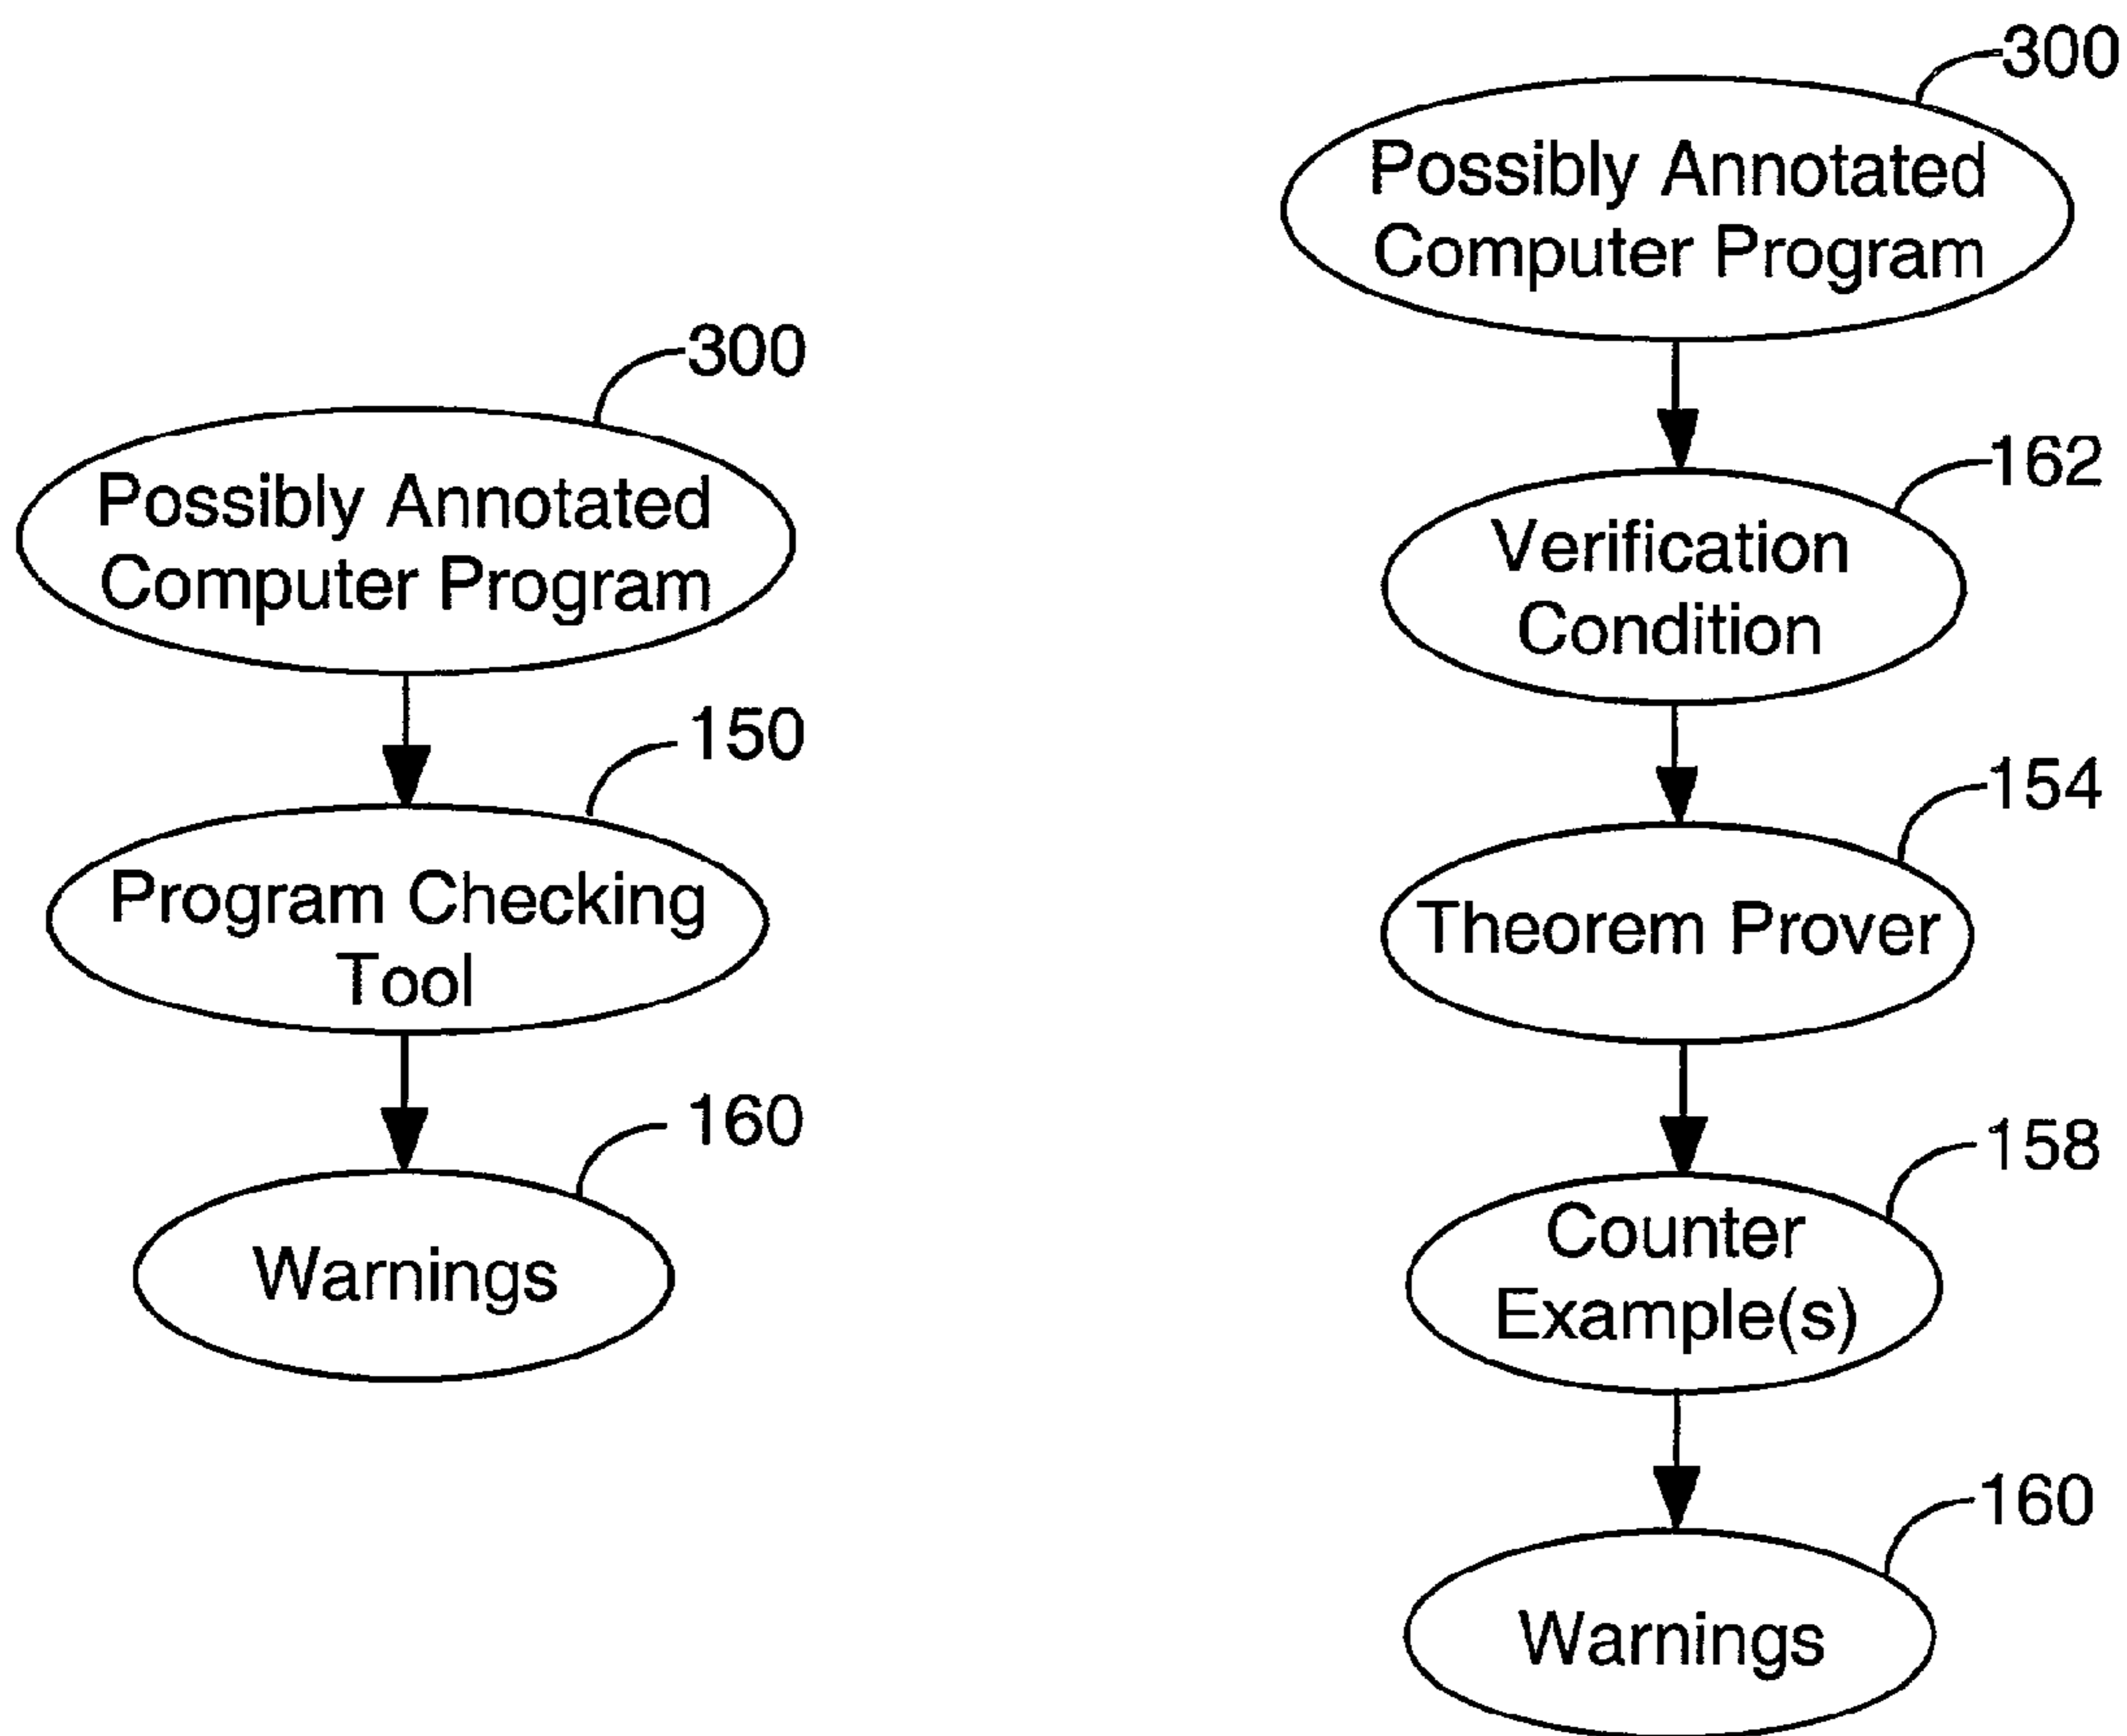 300
Possibly Annotated
Computer Program
150
Program Checking
Tool
160
Warnings
300
Possibly Annotated
Computer Program
162
Verification
Condition
154
Theorem Prover
158
Counter
Example(s)
160
Warnings